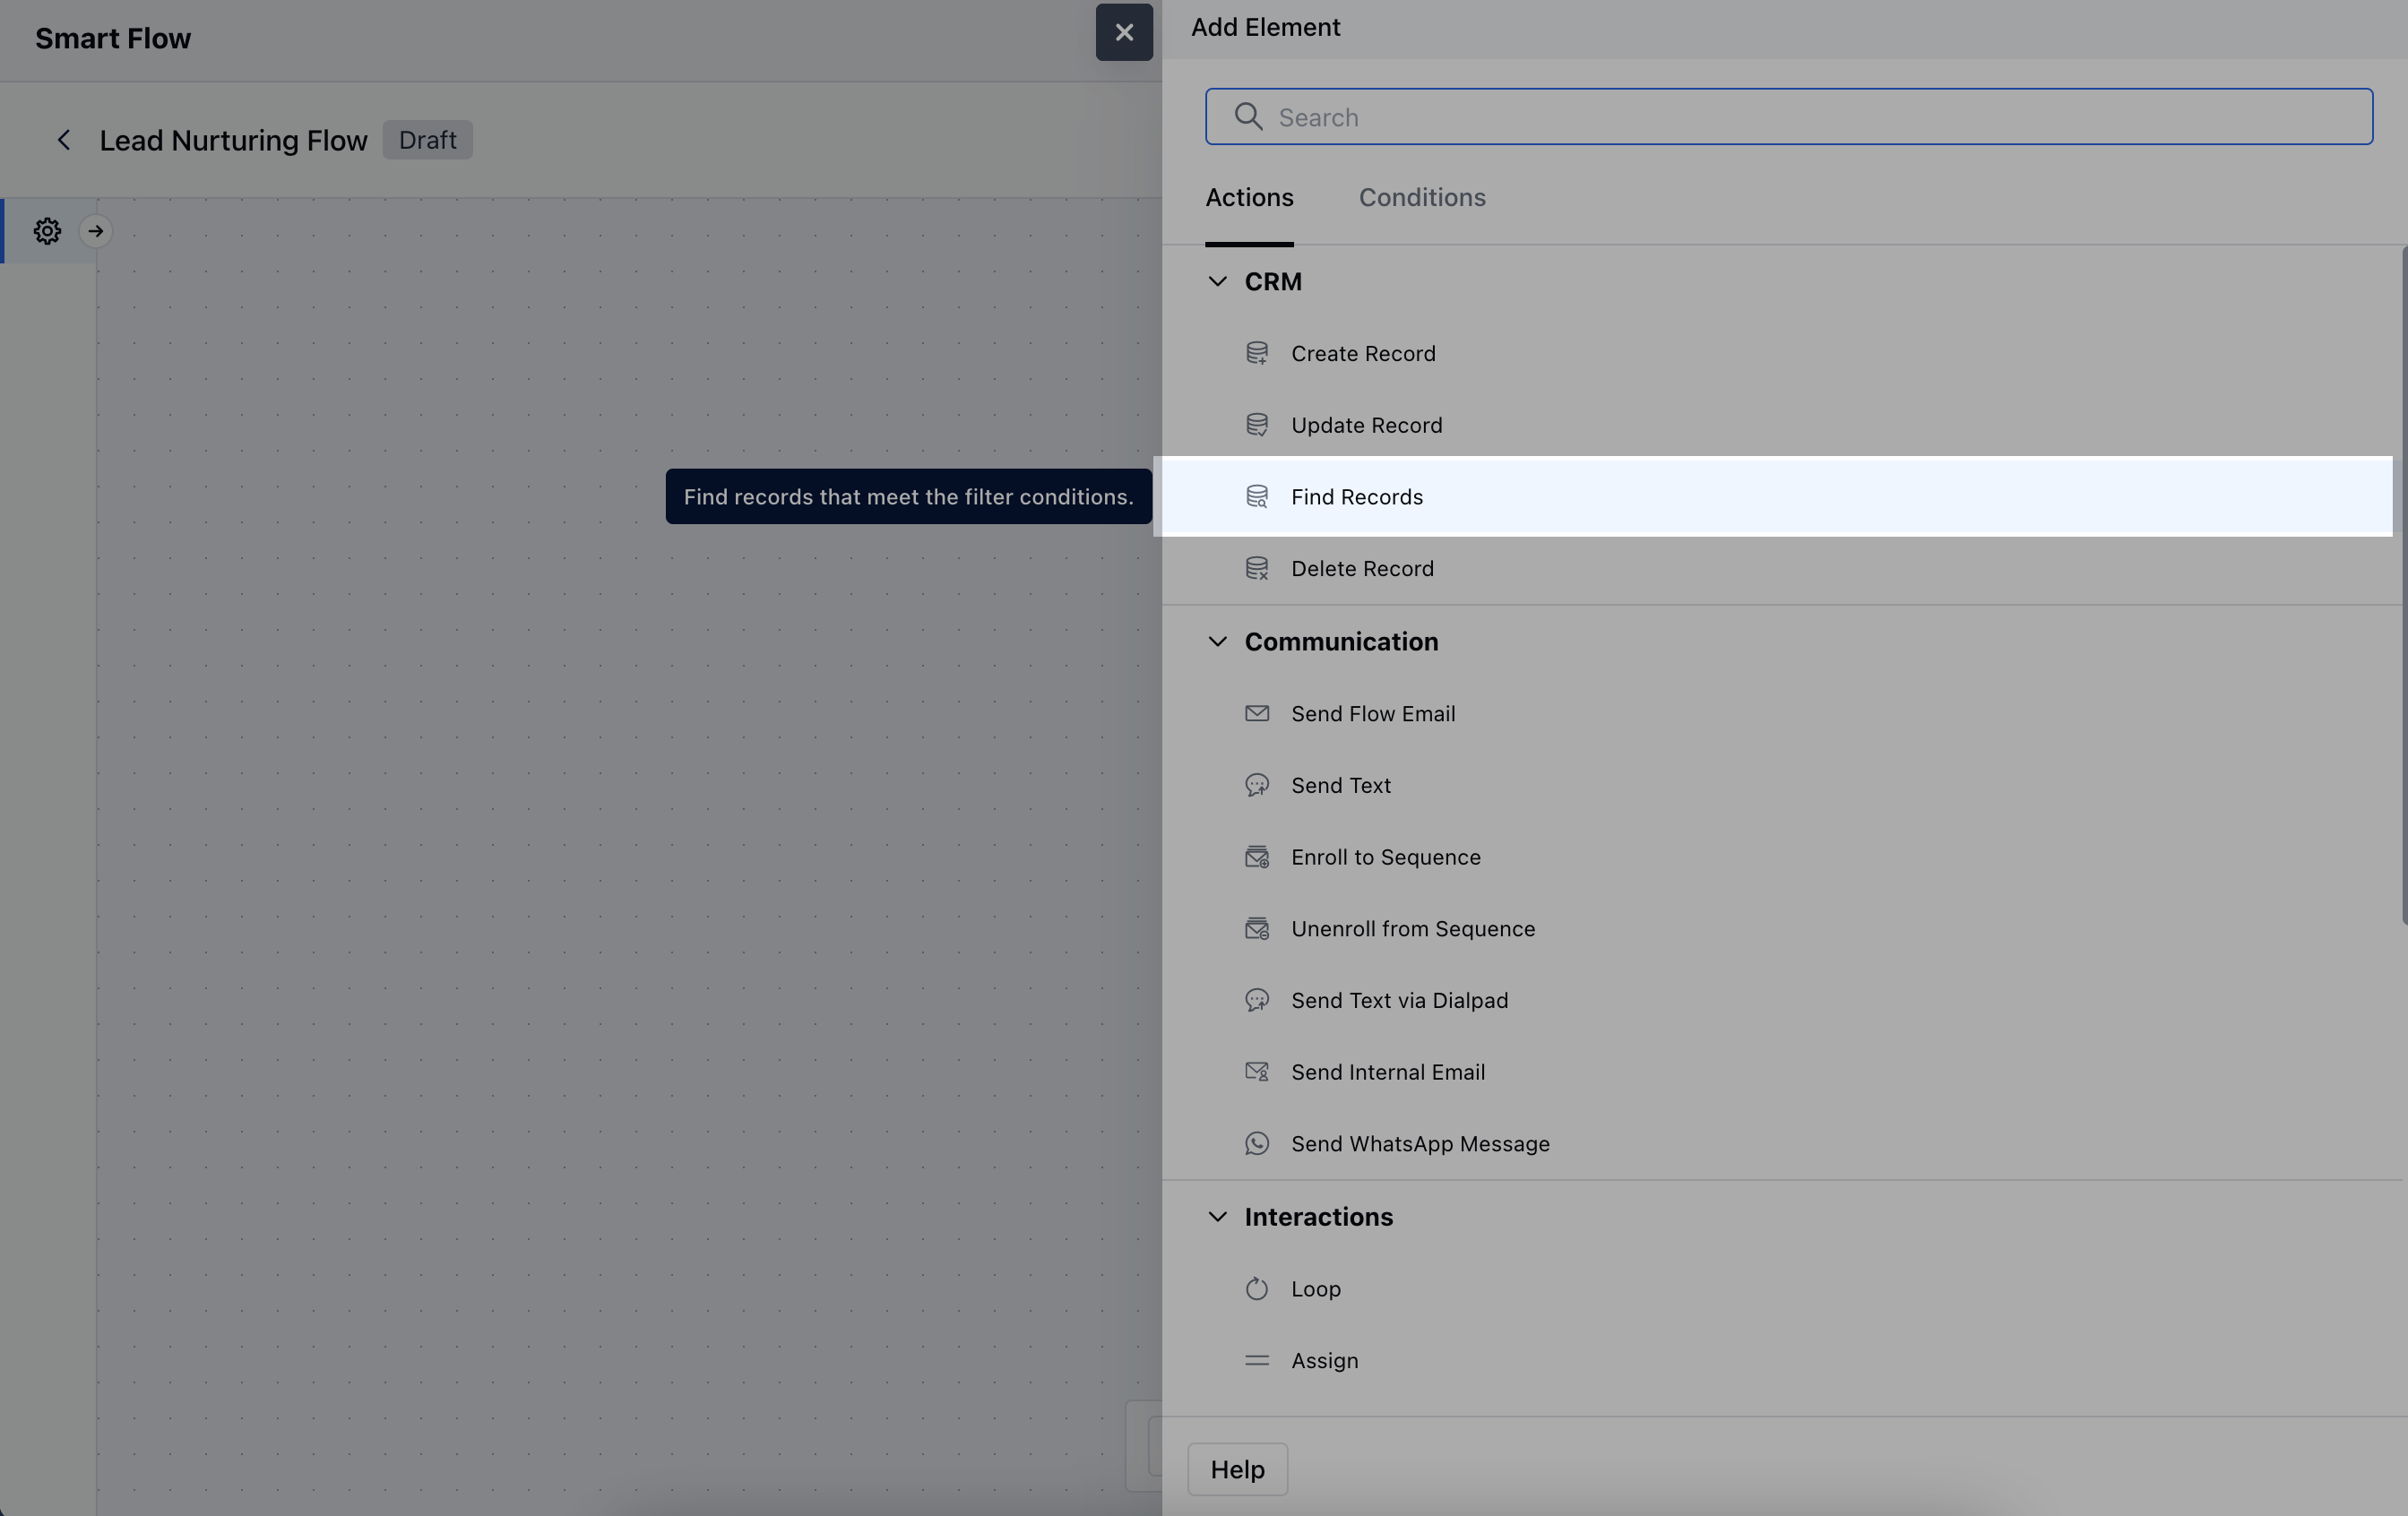 Smart Flow
Lead Nurturing Flow
Draft
Find records that meet the filter conditions.
Add Element
Search
Actions
Conditions
CRM
Create Record
Update Record
Find Records
Delete Record
Communication
Send Flow Email
Send Text
Enroll to Sequence
Unenroll from Sequence
Send Text via Dialpad
Send Internal Email
Send WhatsApp Message
Interactions
Loop
Assign
Help